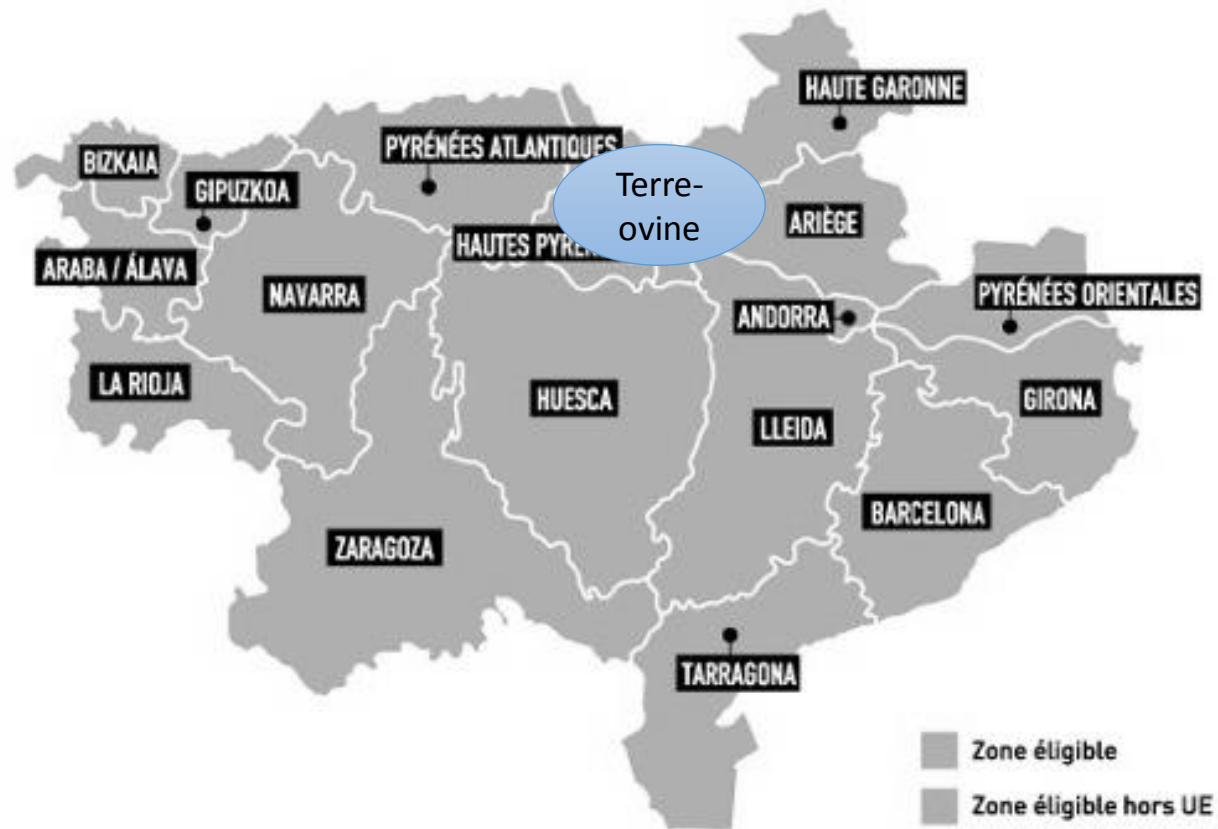 HAUTE GARONNE
PYRÉNÉES ATLANTIQUES
BIZKAIA
GIPUZKOA
Terre-
ovine
ARIÈGE
HAUTES
ARABA / ÁLAVA
NAVARRA
PYRÉNÉES ORIENTALES
ANDORRA
LA RIOJA
HUESCA
GIRONA
LLEIDA
BARCELONA
ZARAGOZA
TARRAGONA
Zone éligible
Zone éligible hors UE